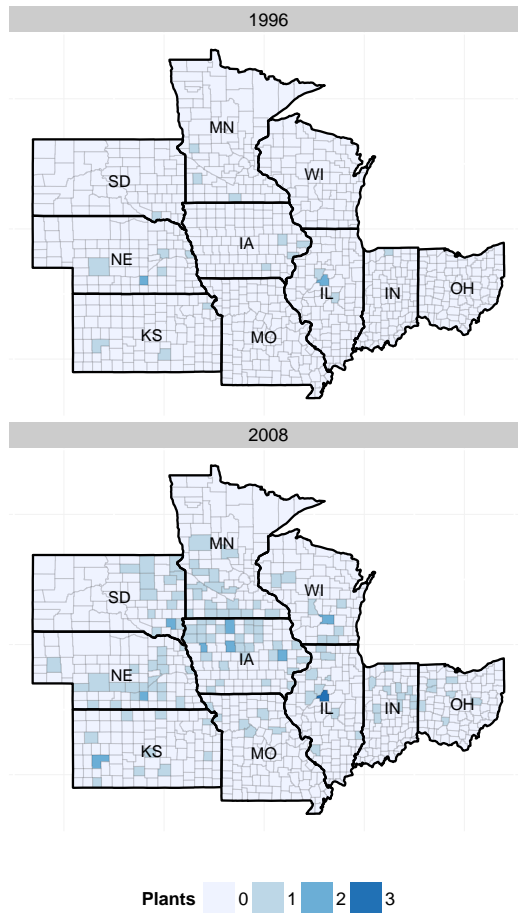 1996
MN
WI
SD
IA
NE
IL
IN
OH
KS
MO
2008
MN
WI
SD
IA
NE
IL
IN
OH
KS
MO
Plants 0 1 2 3